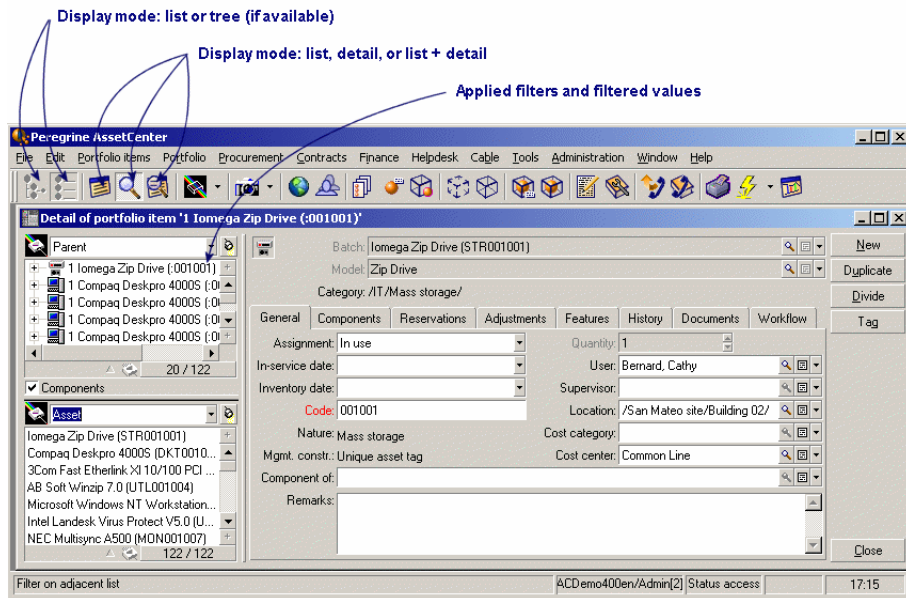 Display mode: list or tree (if available)
Display mode: list, detail, or list + detail
Applied filters and filtered values
Peregrine AssetCenter
File Edit Portfolio items Portfolio Procurement Contracts Finance Helpdesk Cable Tools Administration Window Help
Detail of portfolio item '1 Iomega Zip Drive (:001001)'
Parent
1 Iomega Zip Drive (:001001)
1 Compaq Deskpro 4000S (:0
1 Compaq Deskpro 4000S (:0
1 Compaq Deskpro 4000S (:0
1 Compaq Deskpro 4000S (:0
20 / 122
Components
Asset
Iomega Zip Drive (STR001001)
Compaq Deskpro 4000S (DKT0010...
3Com Fast Etherlink XI 10/100 PCI ...
AB Soft Winzip 7.0 (UTL001004)
Microsoft Windows NT Workstation...
Intel Landesk Virus Protect V5.0 (U...
NEC Multisync A500 (MON001007)
122 / 122
Batch: Iomega Zip Drive (STR001001)
Model: Zip Drive
Category: /IT/Mass storage/
General Components Reservations Adjustments Features History Documents Workflow
Assignment: In use
Quantity: 1
In-service date:
User: Bernard, Cathy
Inventory date:
Supervisor:
Code: 001001
Location: /San Mateo site/Building 02/
Nature: Mass storage
Cost category:
Mgmt. constr.: Unique asset tag
Cost center: Common Line
Component of:
Remarks:
New
Duplicate
Divide
Tag
Close
Filter on adjacent list
ACDemo400en/Admin[2] Status access
17:15